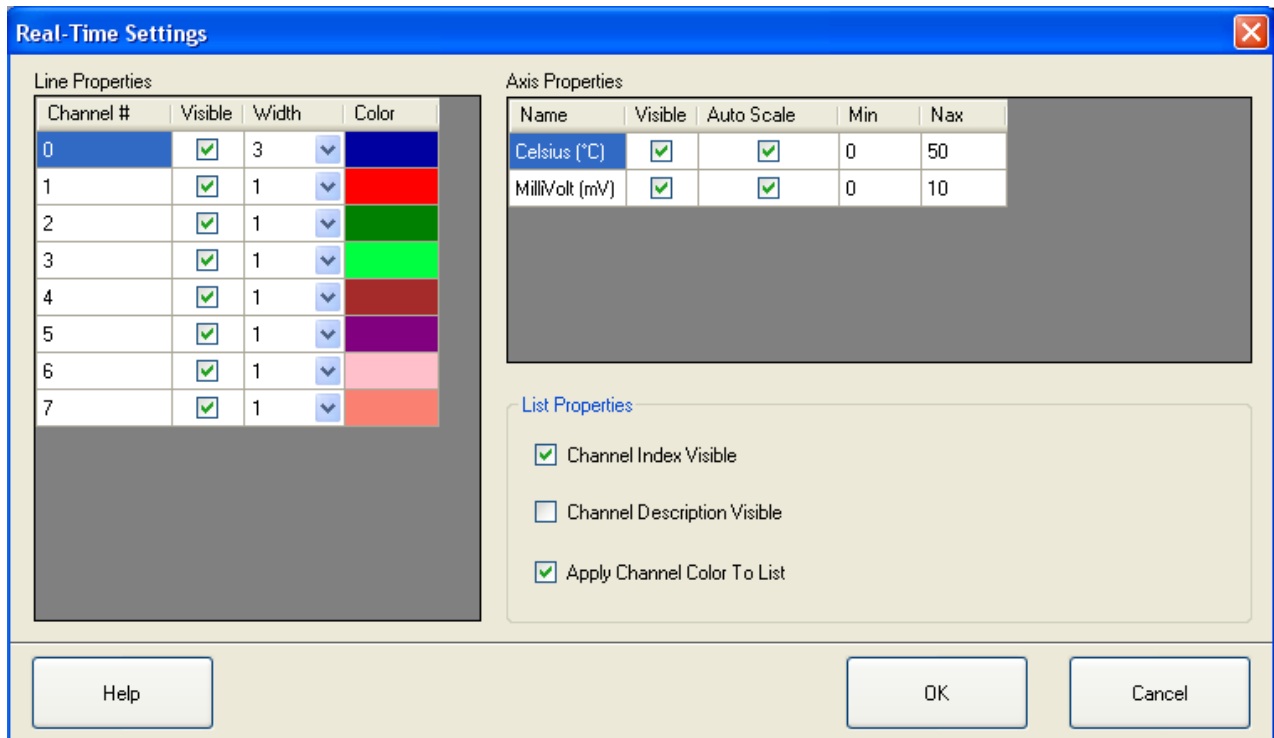 Real-Time Settings
Line Properties
Channel # Visible Width Color
0 3
1 1
2 1
3 1
4 1
5 1
6 1
7 1
Axis Properties
Name Visible Auto Scale Min Nax
Celsius (°C) 0 50
MilliVolt (mV) 0 10
List Properties
Channel Index Visible
Channel Description Visible
Apply Channel Color To List
Help OK Cancel